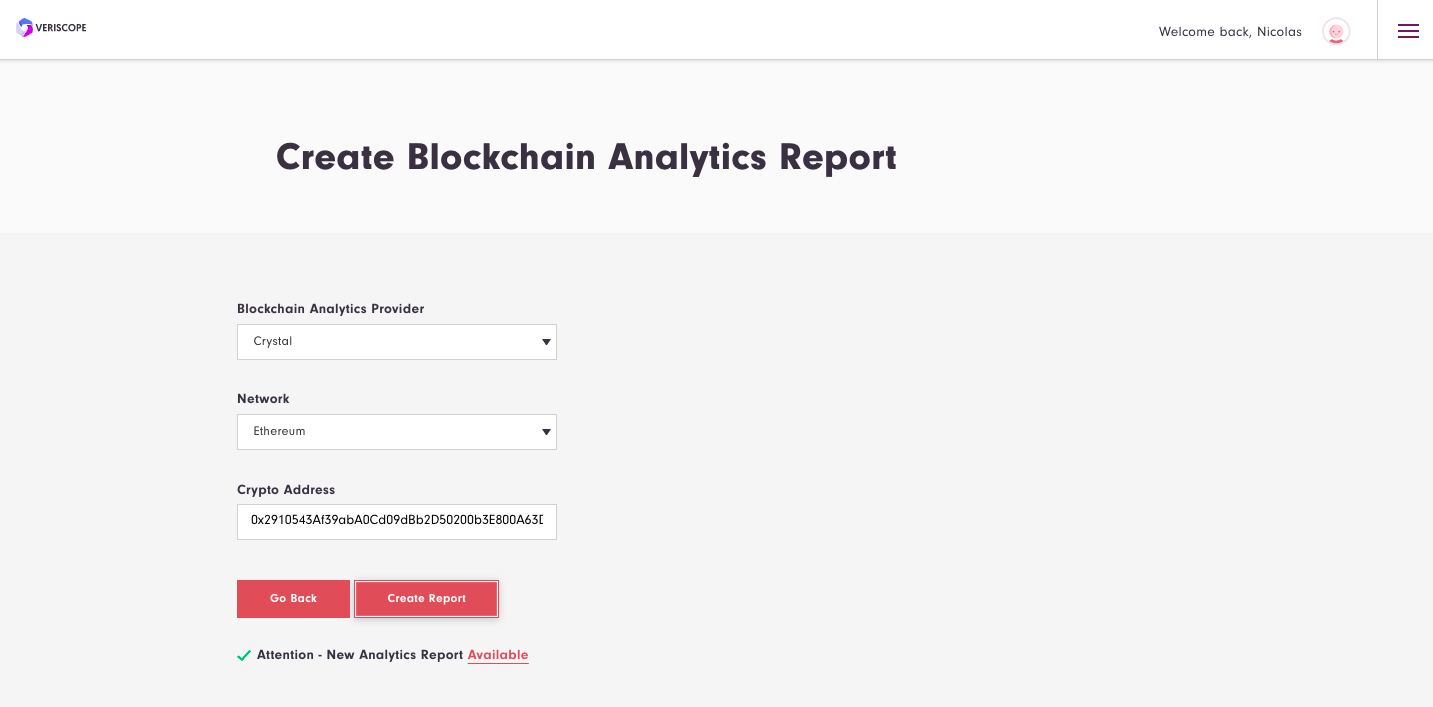 VERISCOPE
Welcome back, Nicolas
Create Blockchain Analytics Report
Blockchain Analytics Provider
Crystal
Network
Ethereum
Crypto Address
0x2910543Af39abA0Cd09dBb2D50200b3E800A63D
Go Back
Create Report
Attention - New Analytics Report Available